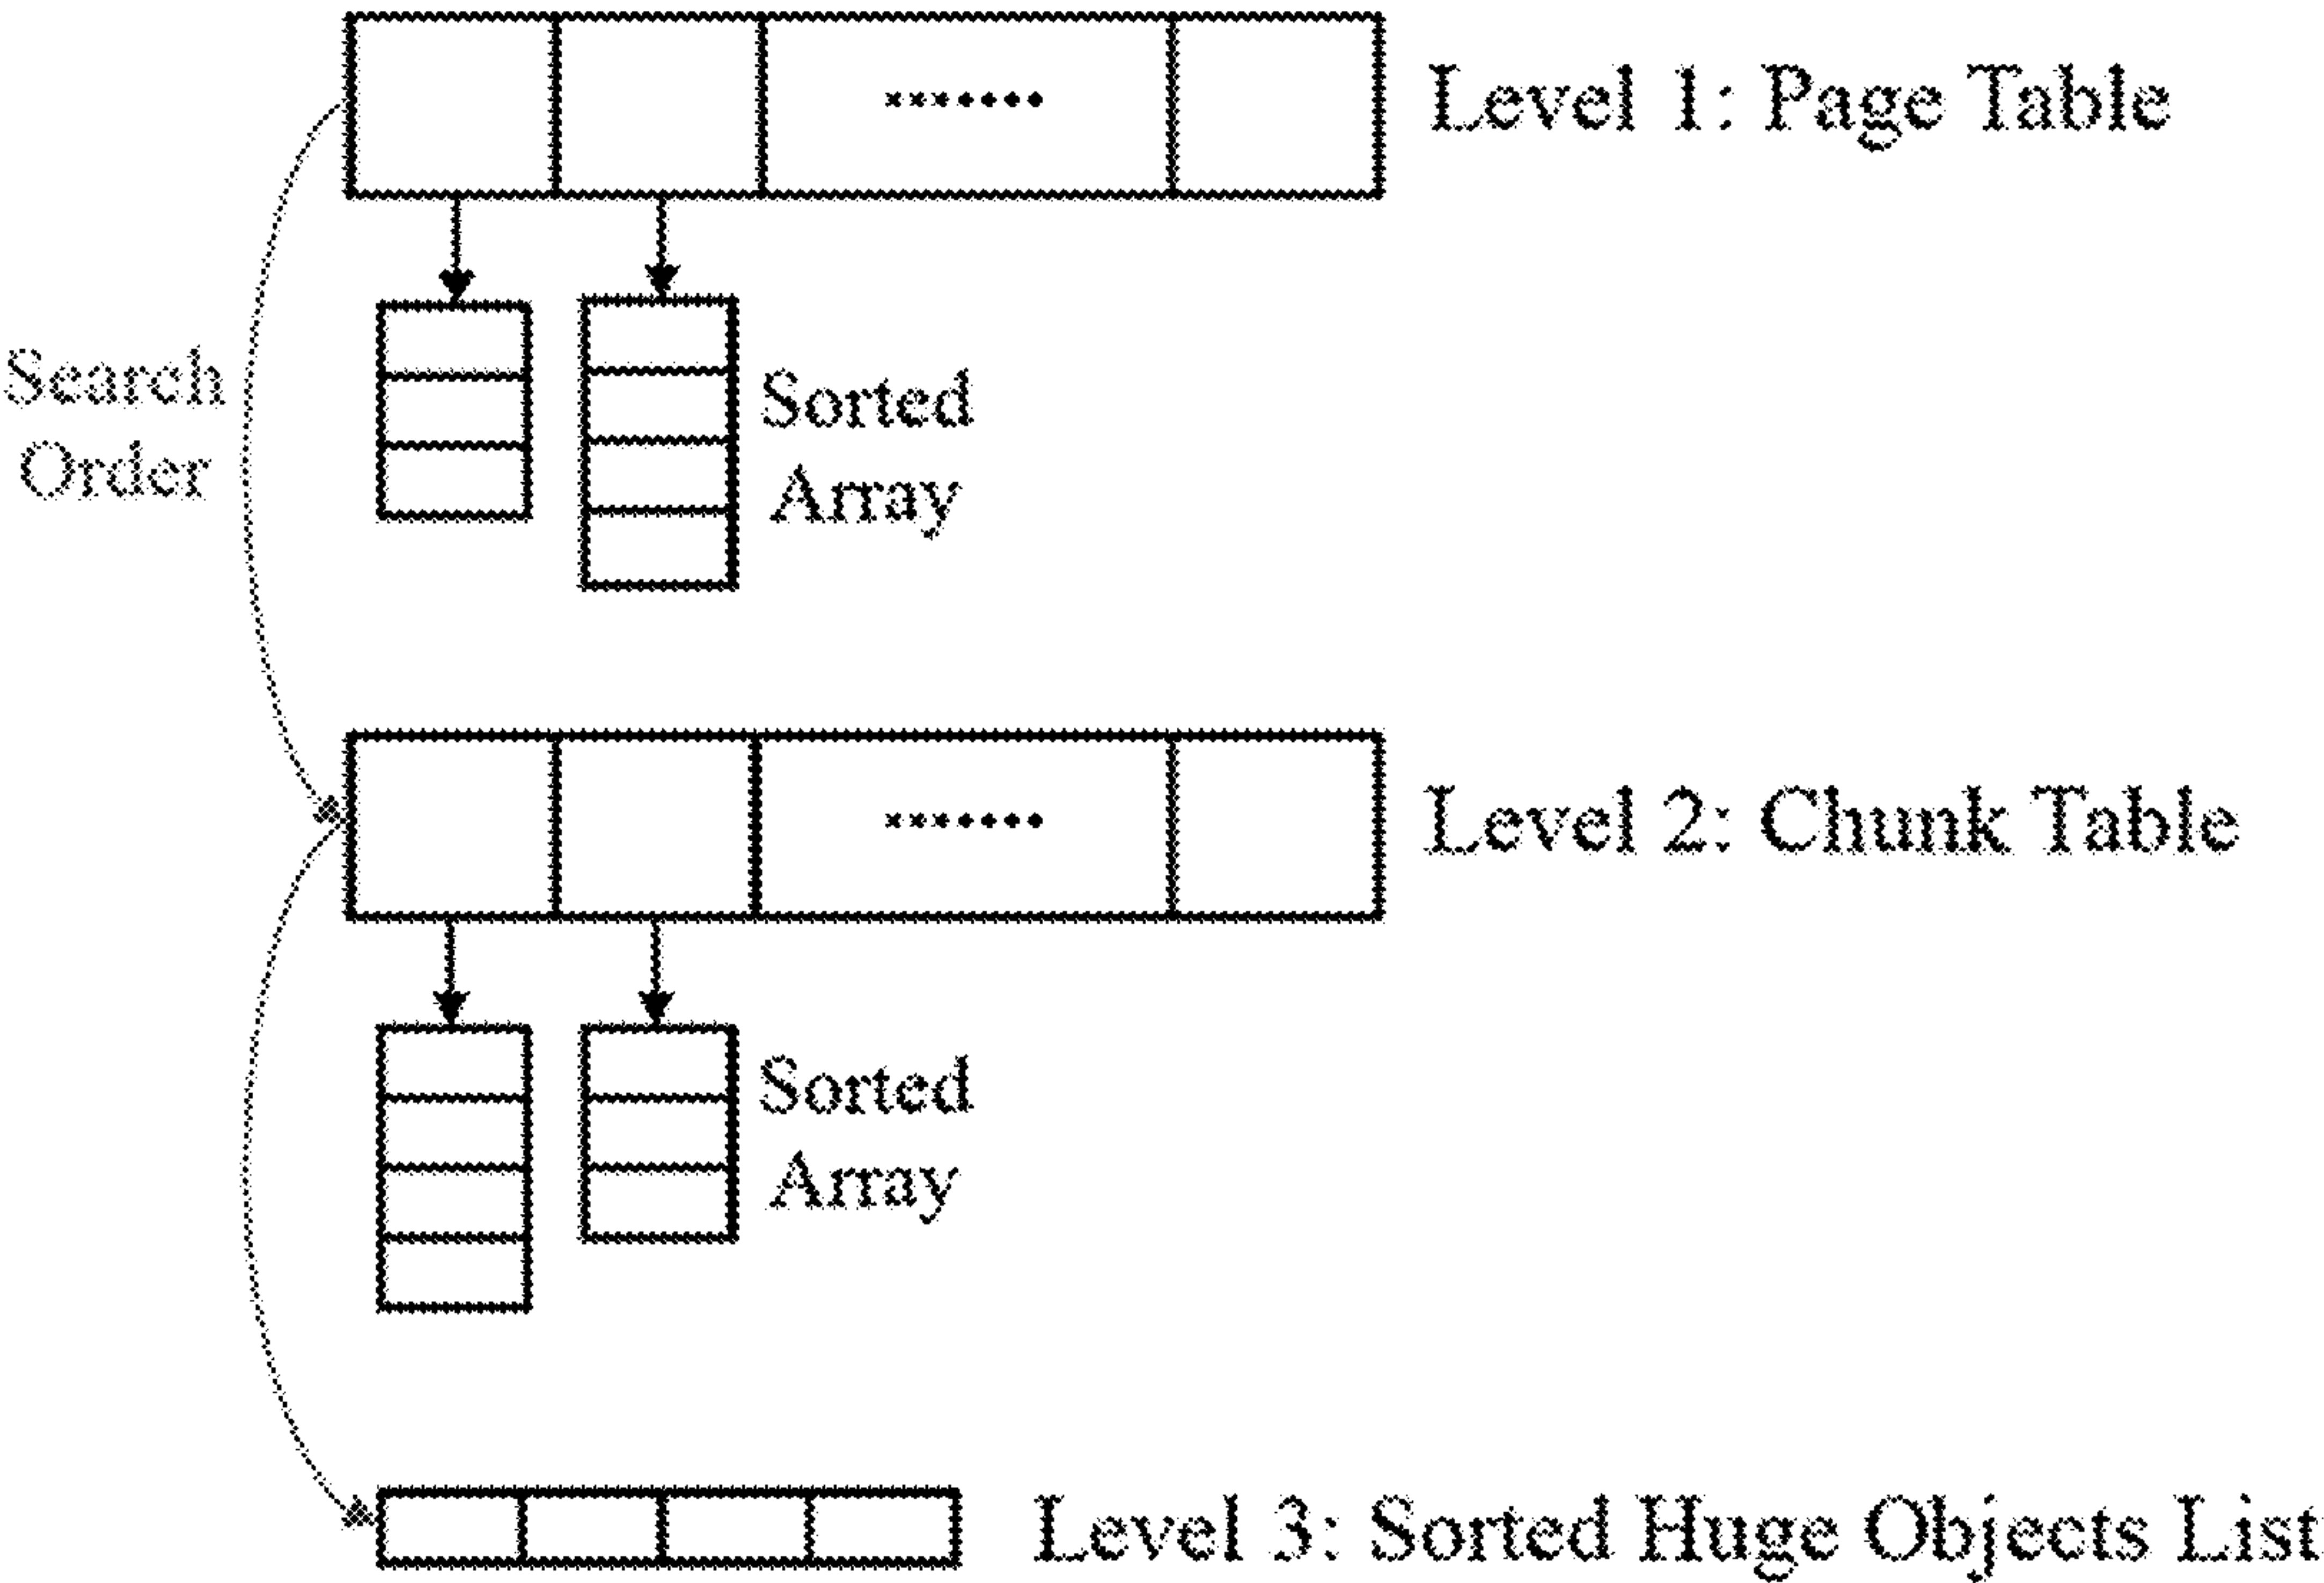 Level 1: Page Table
Search
Order
Sorted
Array
Level 2: Chunk Table
Sorted
Array
Level 3: Sorted Huge Objects List